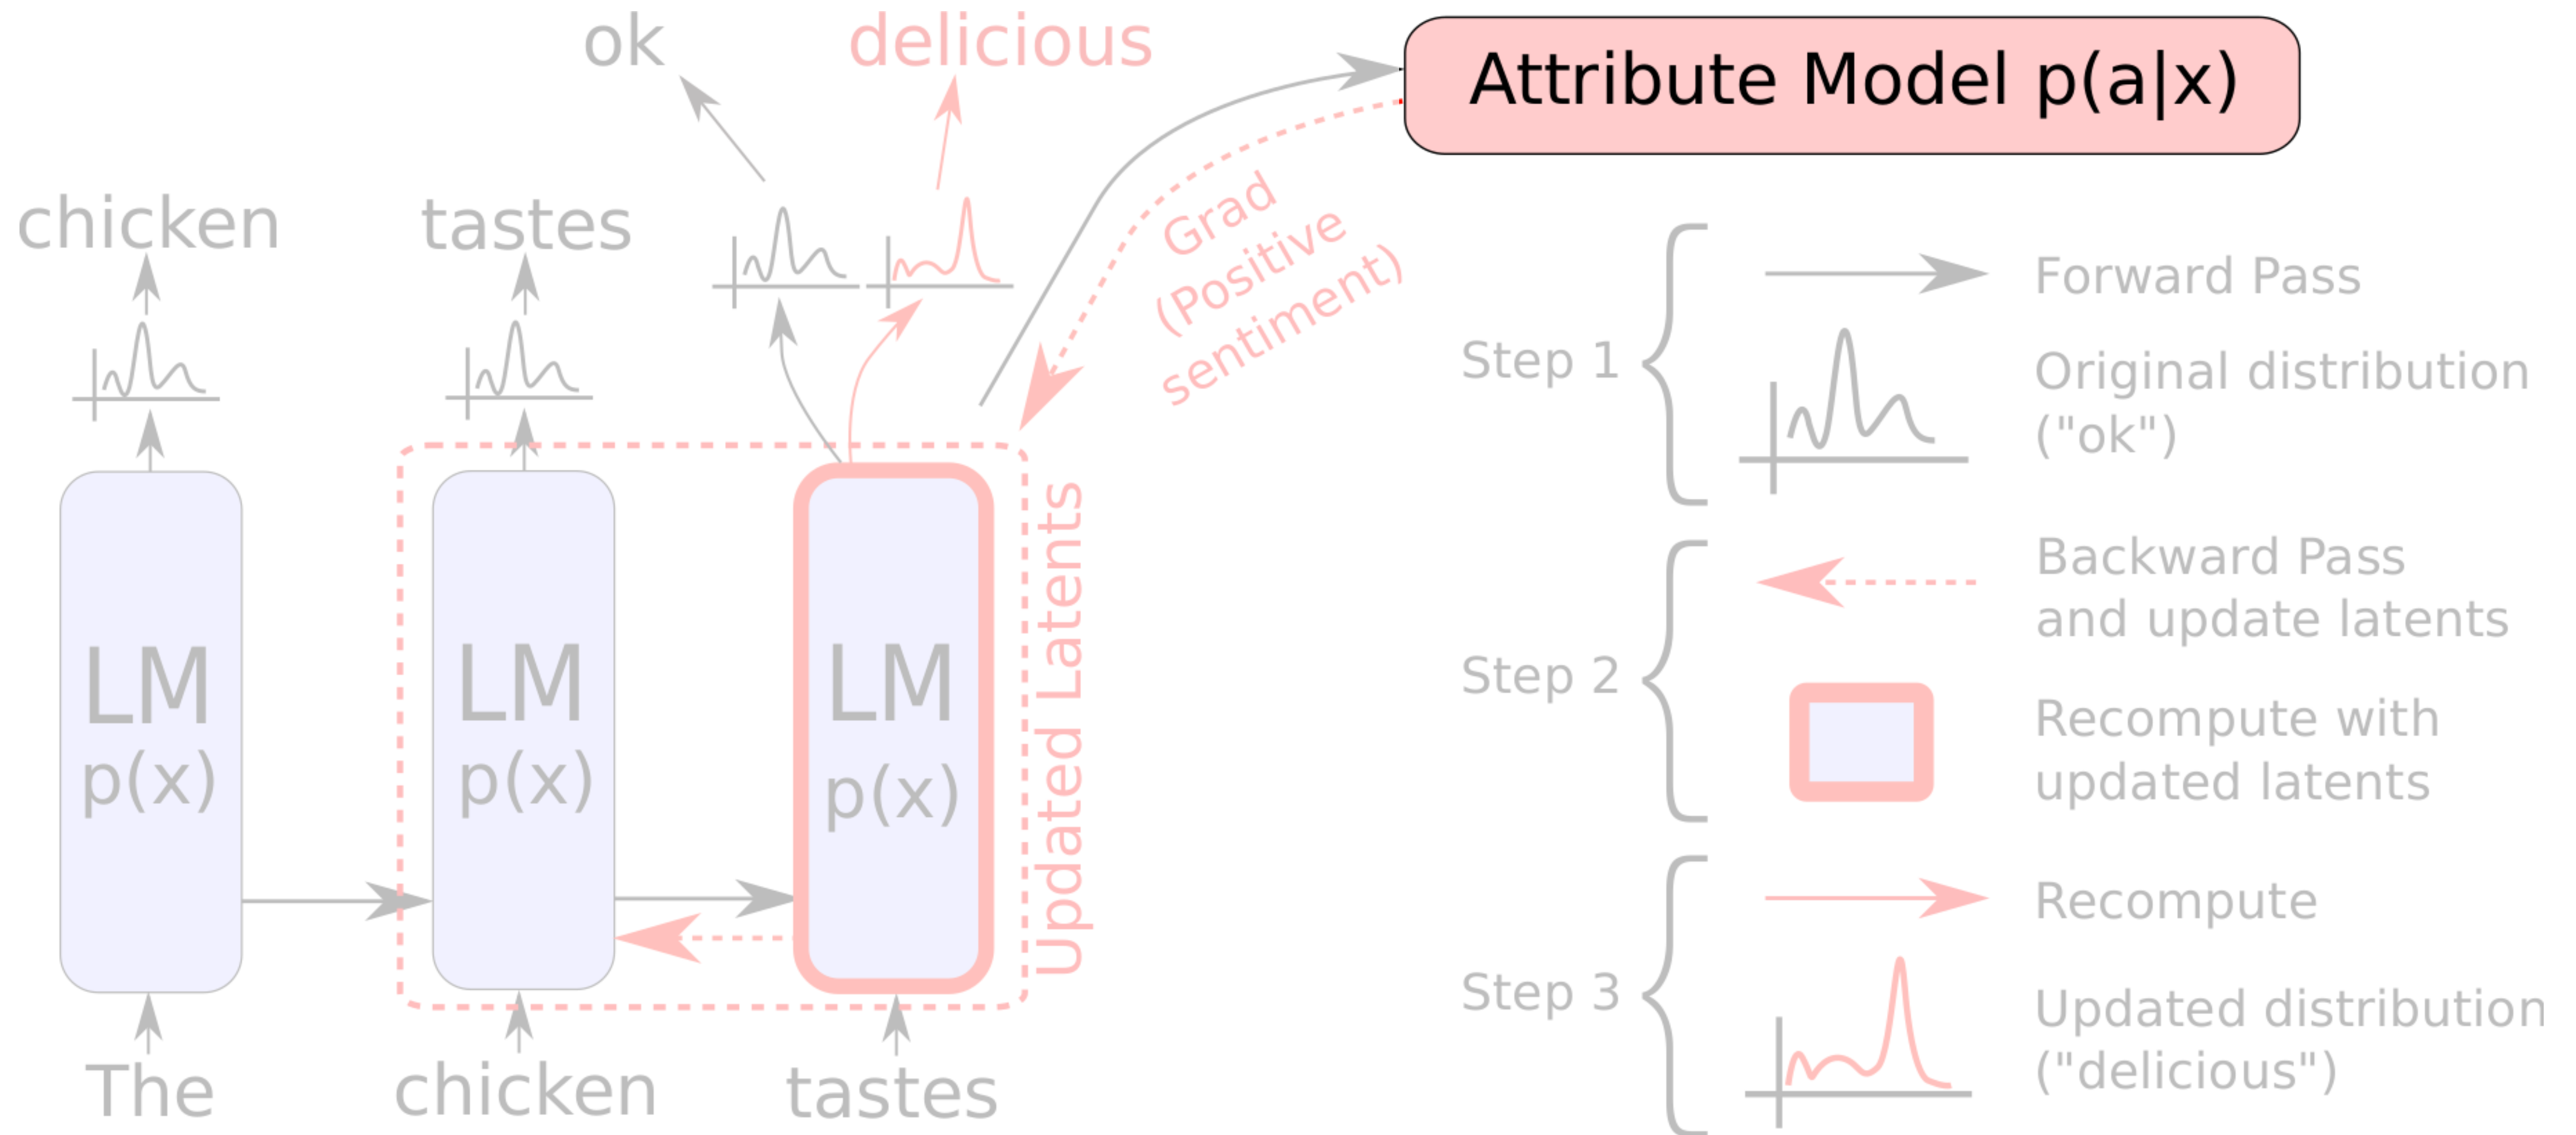 ok
delicious
Attribute Model p(a|x)
chicken
tastes
Grad
(Positive
sentiment)
LM
p(x)
LM
p(x)
LM
p(x)
Updated Latents
The
chicken
tastes
Step 1
Forward Pass
Original distribution
("ok")
Step 2
Backward Pass
and update latents
Recompute with
updated latents
Step 3
Recompute
Updated distribution
("delicious")